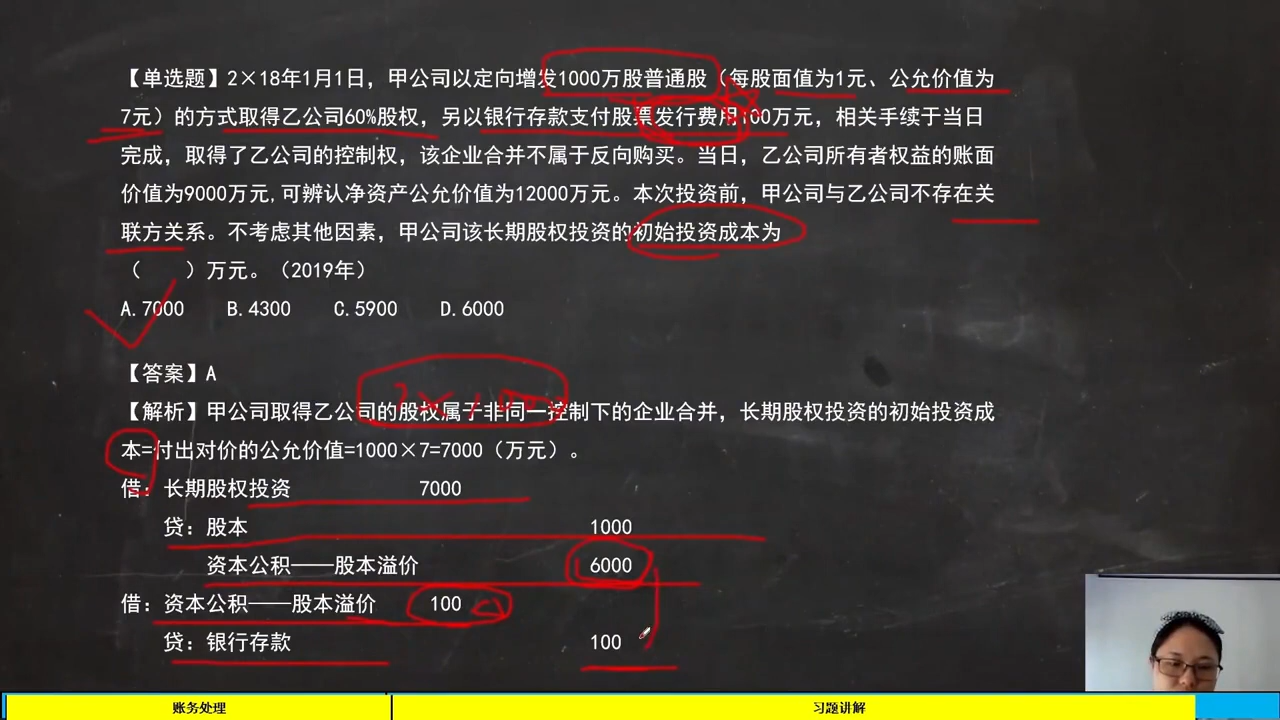 【单选题】2×18年1月1日，甲公司以定向增发1000万股普通股（每股面值为1元、公允价值为
7元）的方式取得乙公司60%股权，另以银行存款支付股票发行费用100万元，相关手续于当日
完成，取得了乙公司的控制权，该企业合并不属于反向购买。当日，乙公司所有者权益的账面
价值为9000万元,可辨认净资产公允价值为12000万元。本次投资前，甲公司与乙公司不存在关
联方关系。不考虑其他因素，甲公司该长期股权投资的初始投资成本为
（ ）万元。（2019年）
A.7000 B.4300 C.5900 D.6000
【答案】A
7×1000
【解析】甲公司取得乙公司的股权属于非同一控制下的企业合并，长期股权投资的初始投资成
本=付出对价的公允价值=1000×7=7000（万元）。
借：长期股权投资 7000
贷：股本 1000
资本公积——股本溢价 6000
借：资本公积——股本溢价 100
贷：银行存款 100
账务处理 习题讲解